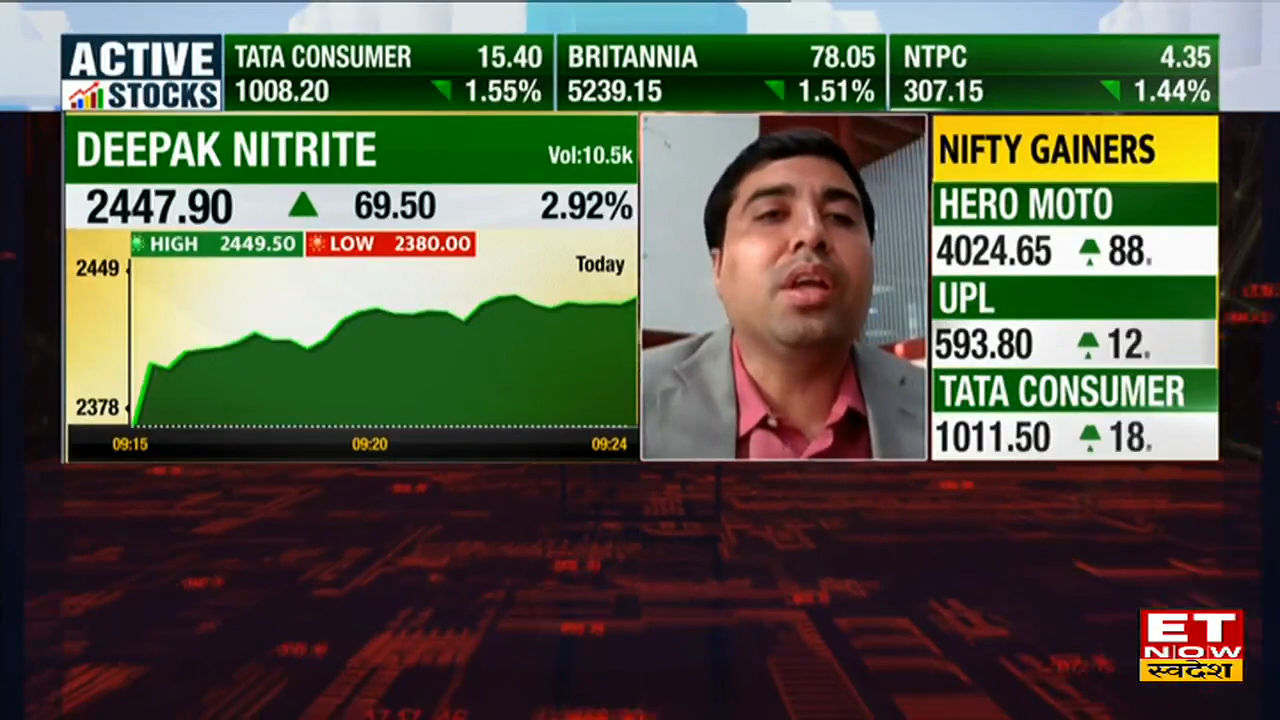 ACTIVE
STOCKS
TATA CONSUMER 15.40
1008.20 1.55%
BRITANNIA 78.05
5239.15 1.51%
NTPC 4.35
307.15 1.44%
DEEPAK NITRITE Vol:10.5k
2447.90 69.50 2.92%
HIGH 2449.50 LOW 2380.00
2449
Today
2378
09:15 09:20 09:24
NIFTY GAINERS
HERO MOTO
4024.65 88.
UPL
593.80 12.
TATA CONSUMER
1011.50 18.
ET
NOW
स्वदेश